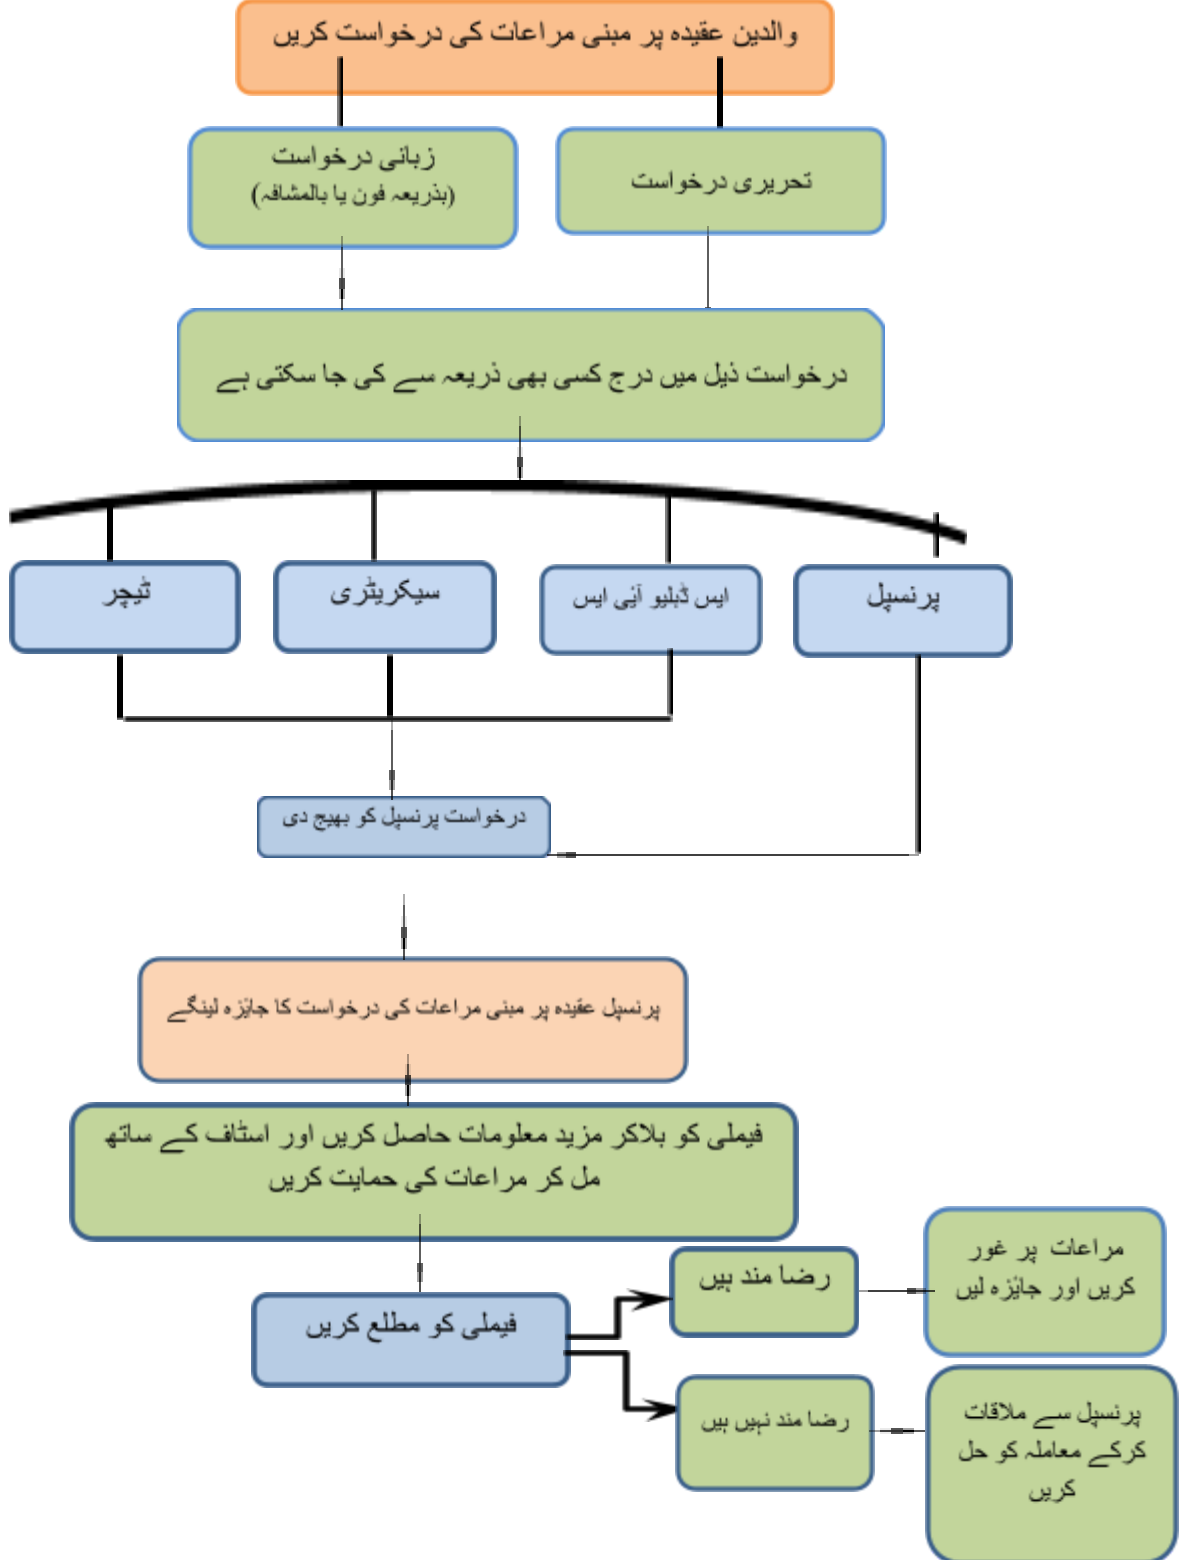 والدین عقیدہ پر مبنی مراعات کی درخواست کریں
زبانی درخواست
(بذریعہ فون یا بالمشافہ)
تحریری درخواست
درخواست ذیل میں درج کسی بھی ذریعہ سے کی جا سکتی ہے
ٹیچر
سیکریٹری
ایس ڈبلیو آئی ایس
پرنسپل
درخواست پرنسپل کو بھیج دی
پرنسپل عقیدہ پر مبنی مراعات کی درخواست کا جایٔزہ لینگے
فیملی کو بلاکر مزید معلومات حاصل کریں اور اسٹاف کے ساتھ
مل کر مراعات کی حمایت کریں
فیملی کو مطلع کریں
رضا مند ہیں
مراعات پر غور
کریں اور جایٔزہ لیں
رضا مند نہیں ہیں
پرنسپل سے ملاقات
کرکے معاملہ کو حل
کریں